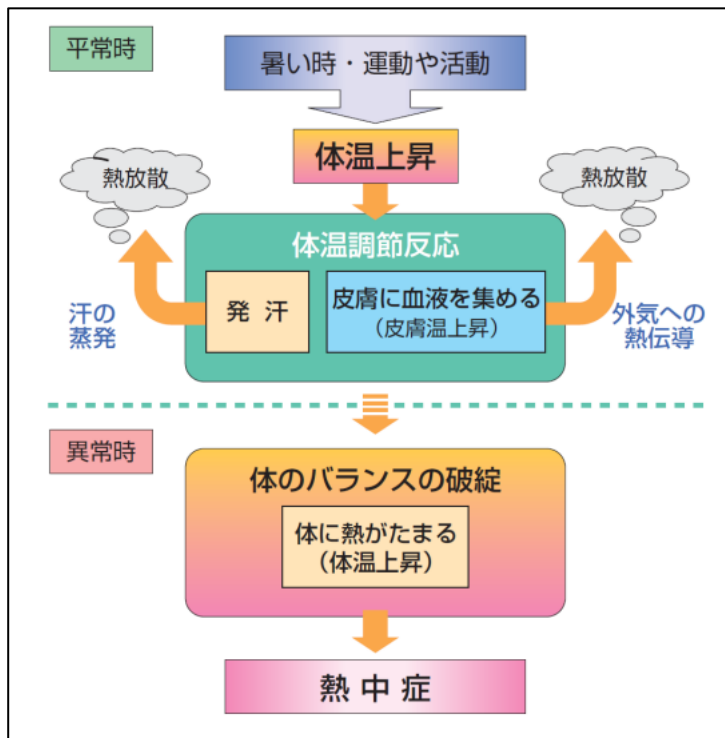 平常時
暑い時・運動や活動
体温上昇
熱放散
熱放散
体温調節反応
発汗
皮膚に血液を集める
(皮膚温上昇)
汗の
蒸発
外気への
熱伝導
異常時
体のバランスの破綻
体に熱がたまる
(体温上昇)
熱中症